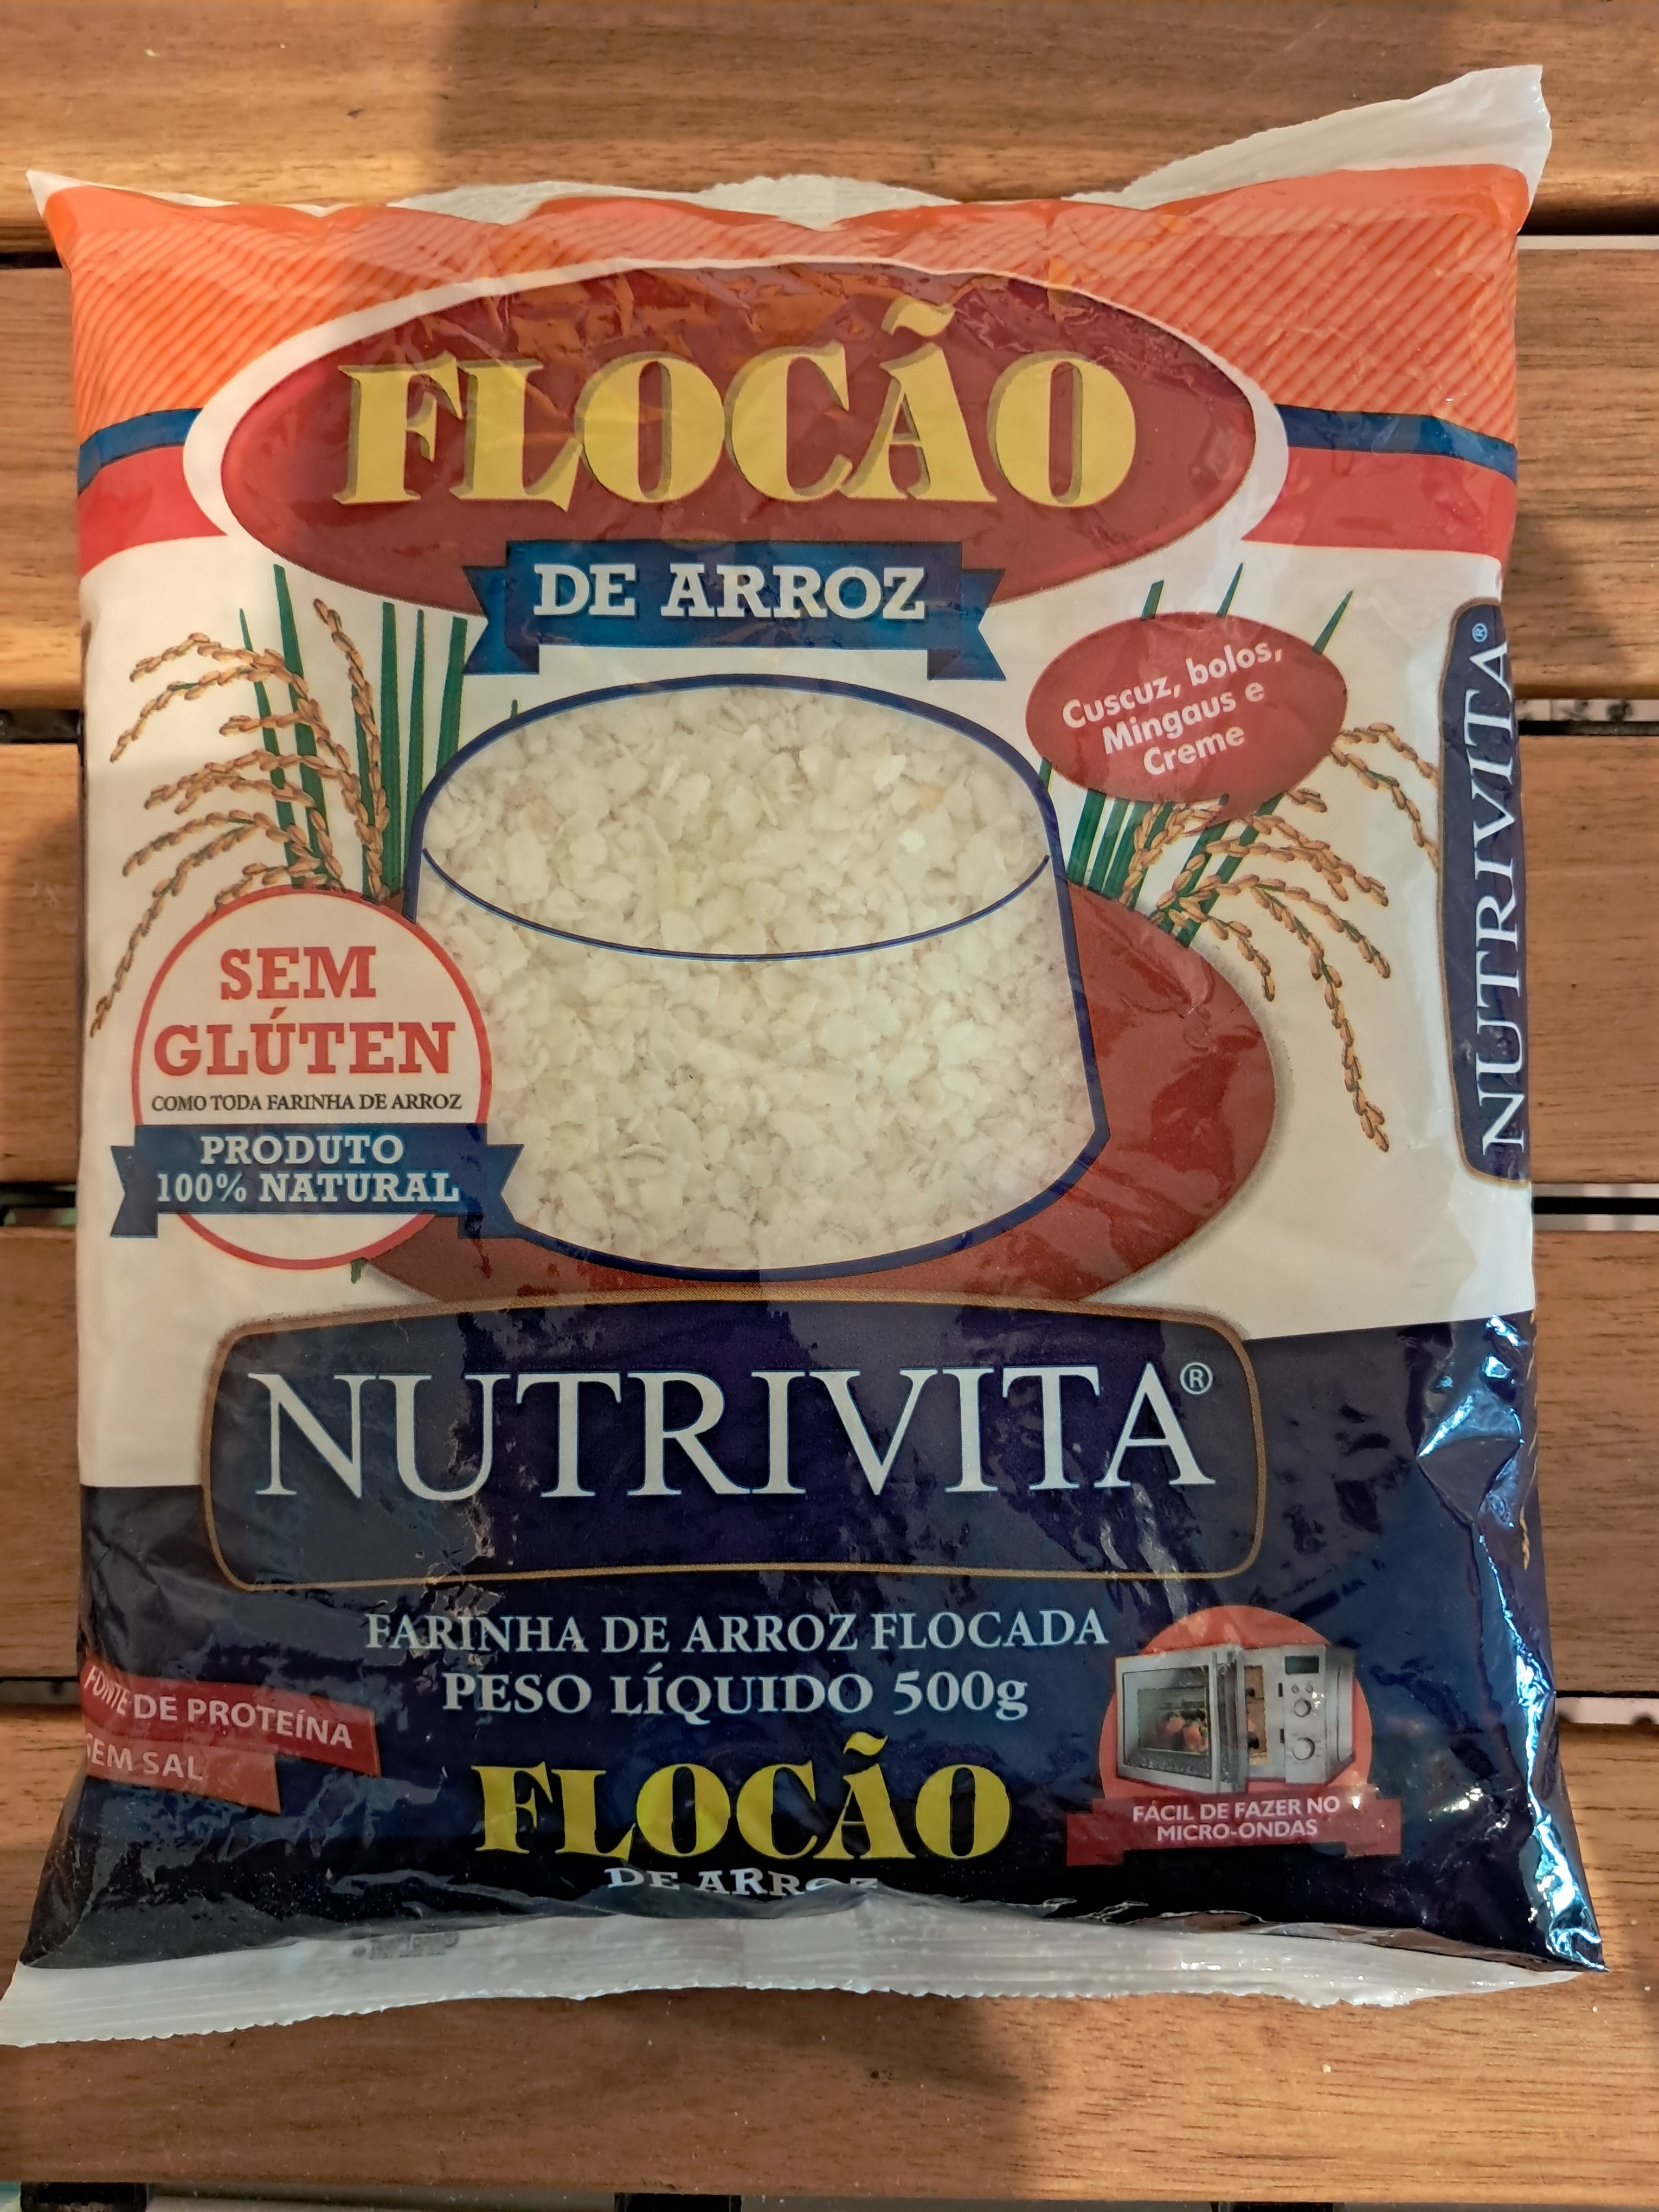 FLOCÃO
DE ARROZ
Cuscuz, bolos,
Mingaus e
Creme
NUTRIVITA®
SEM
GLÚTEN
COMO TODA FARINHA DE ARROZ
PRODUTO
100% NATURAL
NUTRIVITA®
FARINHA DE ARROZ FLOCADA
PESO LÍQUIDO 500g
FONTE DE PROTEÍNA
SEM SAL
FLOCÃO
DE ARROZ
FÁCIL DE FAZER NO
MICRO-ONDAS